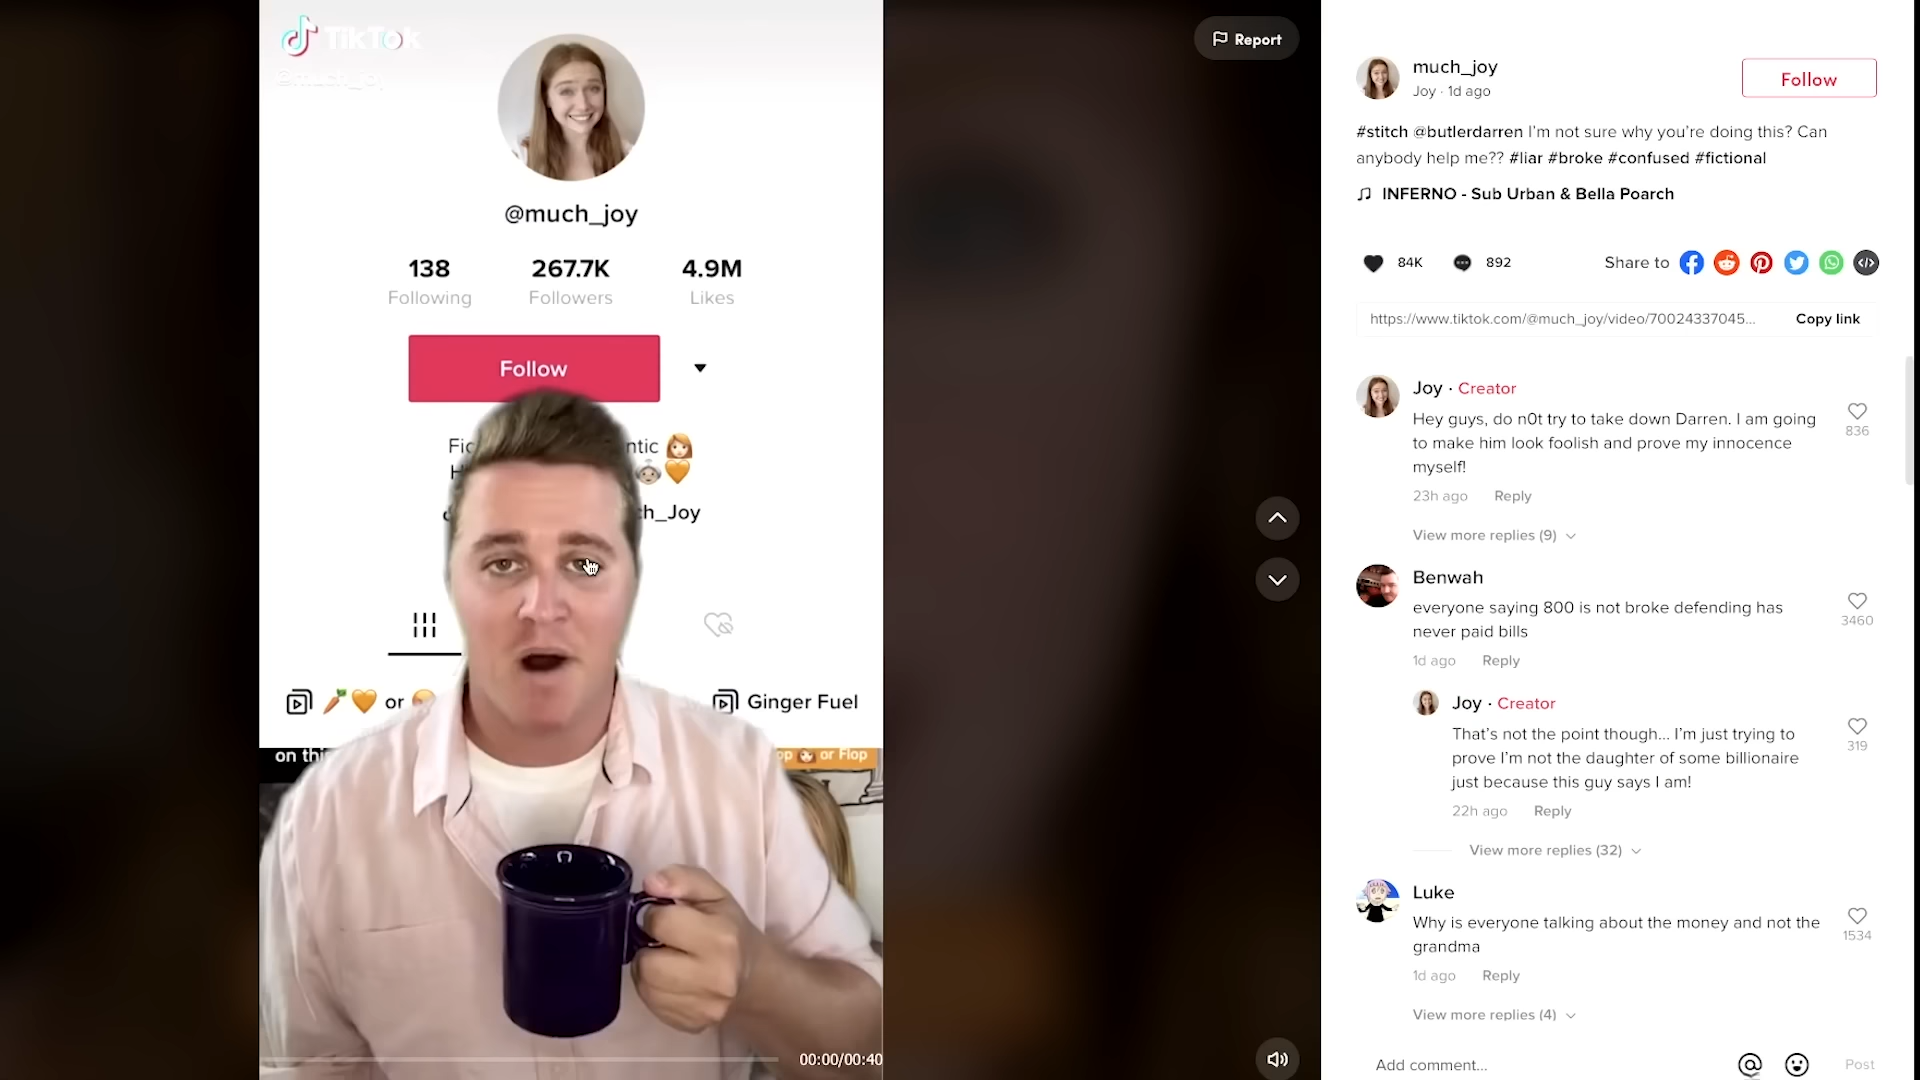 TikTok
@much_joy
@much_joy
138
267.7K
4.9M
Following
Followers
Likes
Follow
ntic
ch_Joy
or
Ginger Fuel
on thi
op or Flop
00:00/00:40
Report
much_joy
Joy · 1d ago
Follow
#stitch @butlerdarren I'm not sure why you're doing this? Can
anybody help me?? #liar #broke #confused #fictional
INFERNO - Sub Urban & Bella Poarch
84K
892
Share to
https://www.tiktok.com/@much_joy/video/70024337045...
Copy link
Joy · Creator
Hey guys, do n0t try to take down Darren. I am going
to make him look foolish and prove my innocence
myself!
836
23h ago Reply
View more replies (9)
Benwah
everyone saying 800 is not broke defending has
never paid bills
3460
1d ago Reply
Joy · Creator
That's not the point though... I'm just trying to
prove I'm not the daughter of some billionaire
just because this guy says I am!
319
22h ago Reply
View more replies (32)
Luke
Why is everyone talking about the money and not the
grandma
1534
1d ago Reply
View more replies (4)
Add comment...
Post